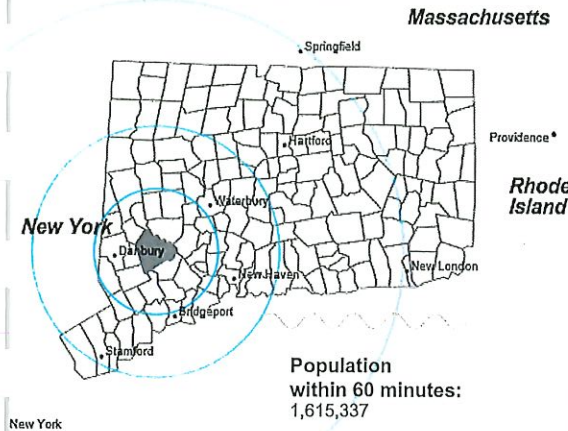 Massachusetts
Springfield
Hartford
Providence
Rhode
Island
Waterbury
New York
Danbury
New Haven
New London
Bridgeport
Stamford
Population
within 60 minutes:
1,615,337
New York